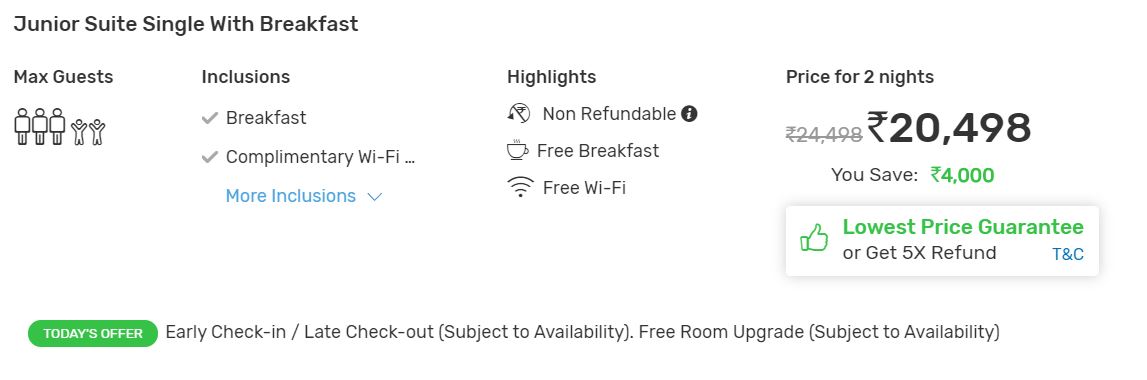 Junior Suite Single With Breakfast
Max Guests
Inclusions
Breakfast
Complimentary Wi-Fi ...
More Inclusions
Highlights
Non Refundable
Free Breakfast
Free Wi-Fi
Price for 2 nights
₹24,498 ₹20,498
You Save: ₹4,000
Lowest Price Guarantee
or Get 5X Refund T&C
TODAY'S OFFER Early Check-in / Late Check-out (Subject to Availability). Free Room Upgrade (Subject to Availability)